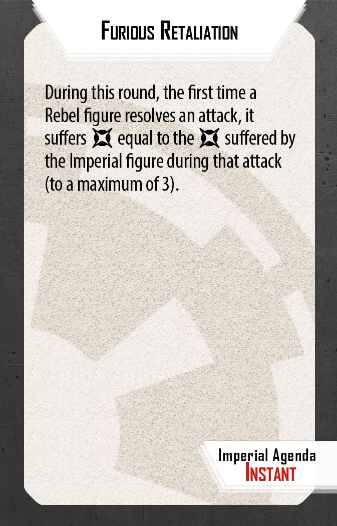 Furious Retaliation
During this round, the first time a
Rebel figure resolves an attack, it
suffers equal to the suffered by
the Imperial figure during that attack
(to a maximum of 3).
Imperial Agenda
Instant